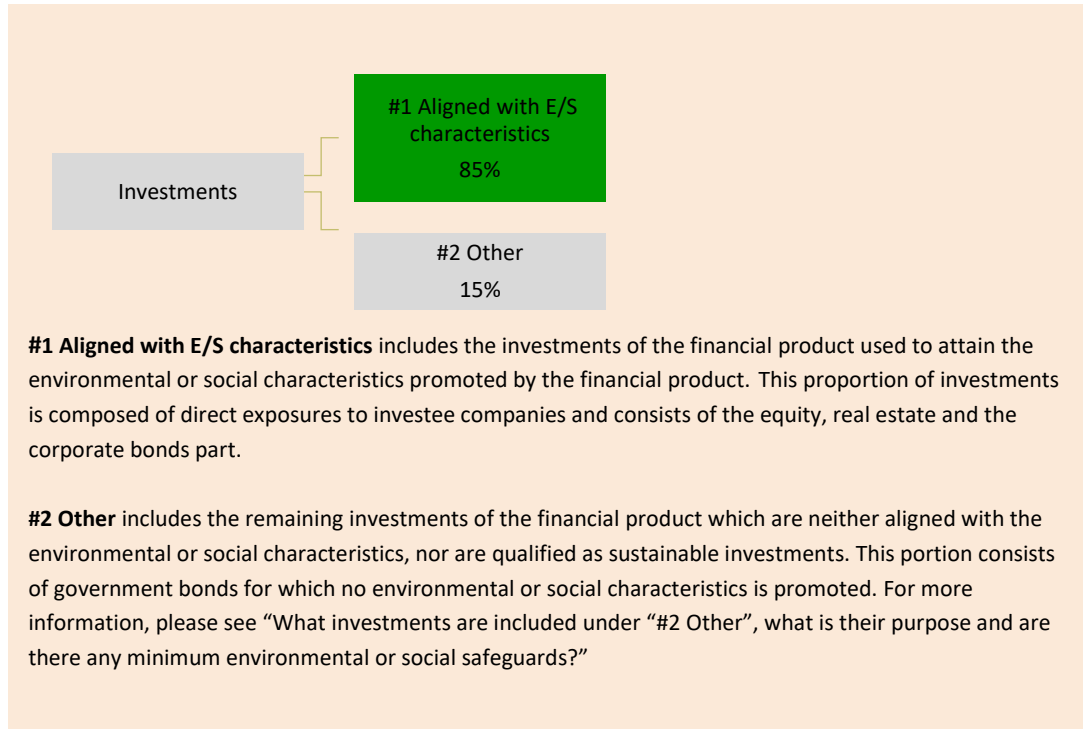 #1 Aligned with E/S
characteristics
85%
Investments
#2 Other
15%
#1 Aligned with E/S characteristics includes the investments of the financial product used to attain the
environmental or social characteristics promoted by the financial product. This proportion of investments
is composed of direct exposures to investee companies and consists of the equity, real estate and the
corporate bonds part.
#2 Other includes the remaining investments of the financial product which are neither aligned with the
environmental or social characteristics, nor are qualified as sustainable investments. This portion consists
of government bonds for which no environmental or social characteristics is promoted. For more
information, please see “What investments are included under “#2 Other”, what is their purpose and are
there any minimum environmental or social safeguards?”